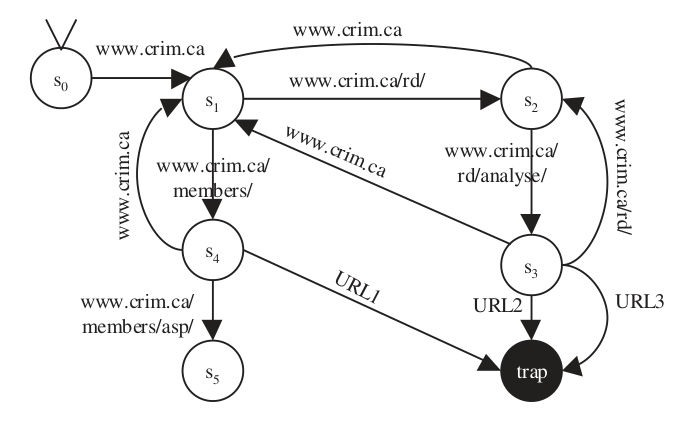 www.crim.ca
www.crim.ca
s0
s1
www.crim.ca/rd/
s2
www.crim.ca
www.crim.ca/
members/
www.crim.ca
www.crim.ca/
rd/analyse/
www.crim.ca/rd/
s4
s3
URL1
www.crim.ca/
members/asp/
URL2
URL3
s5
trap